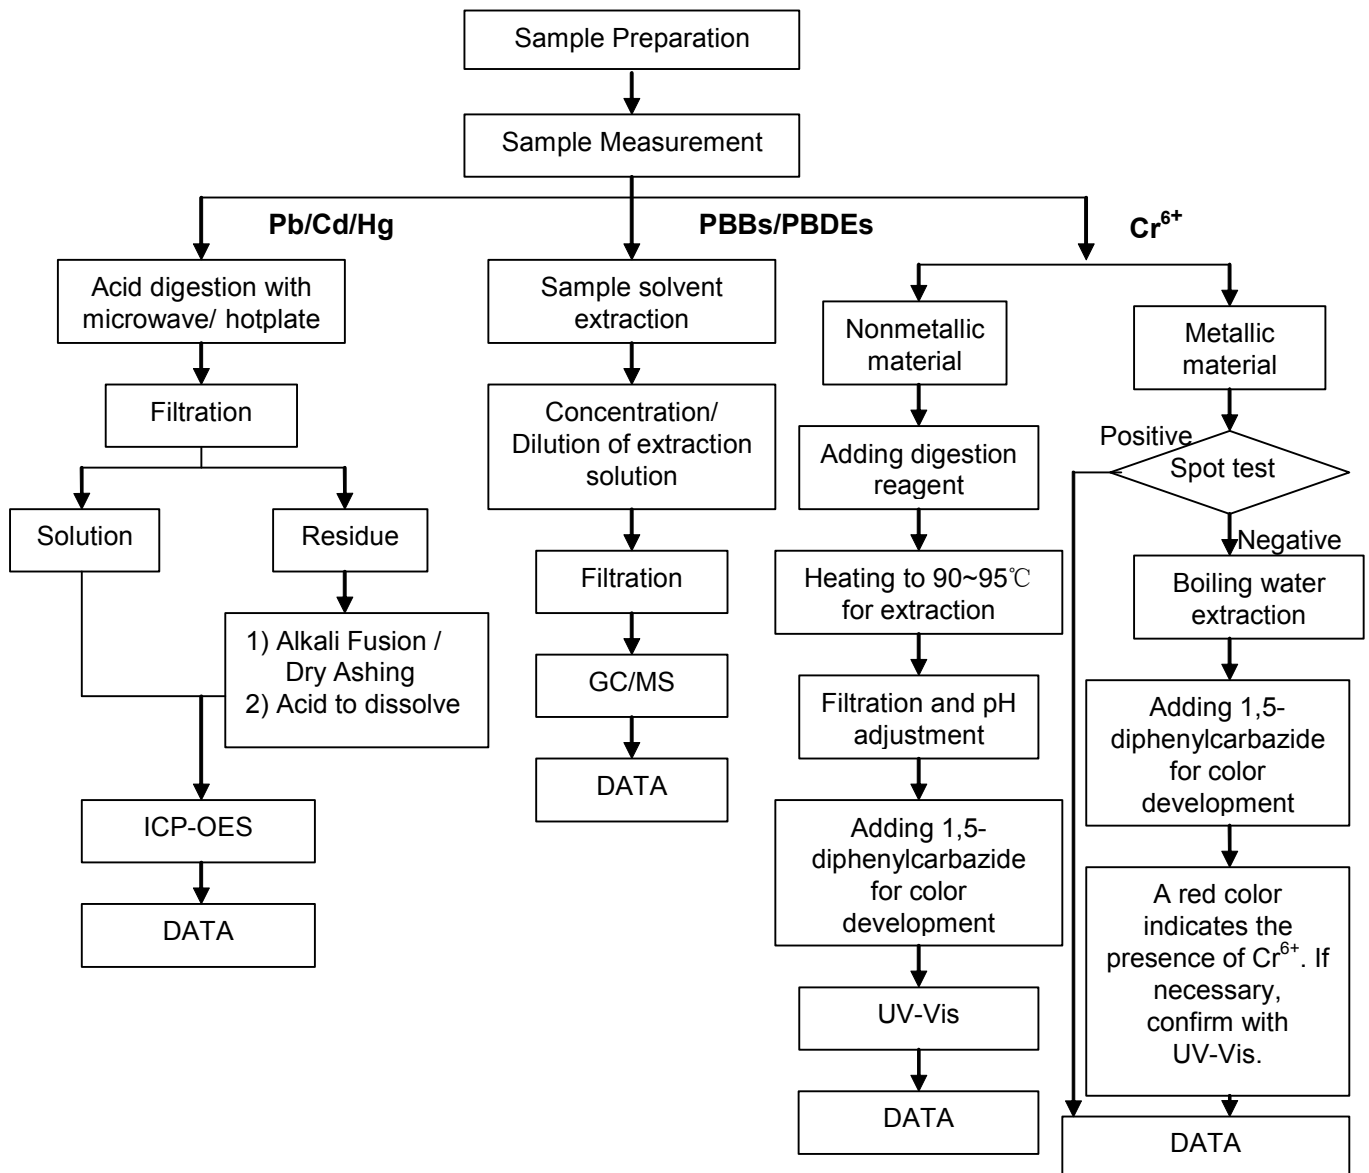 Sample Preparation
Sample Measurement
Pb/Cd/Hg
PBBs/PBDEs
Cr⁶⁺
Acid digestion with
microwave/ hotplate
Filtration
Solution
Residue
1) Alkali Fusion /
Dry Ashing
2) Acid to dissolve
ICP-OES
DATA
Sample solvent
extraction
Concentration/
Dilution of extraction
solution
Filtration
GC/MS
DATA
Nonmetallic
material
Adding digestion
reagent
Heating to 90~95℃
for extraction
Filtration and pH
adjustment
Adding 1,5-
diphenylcarbazide
for color
development
UV-Vis
DATA
Metallic
material
Positive
Spot test
Negative
Boiling water
extraction
Adding 1,5-
diphenylcarbazide
for color
development
A red color
indicates the
presence of Cr⁶⁺. If
necessary,
confirm with
UV-Vis.
DATA